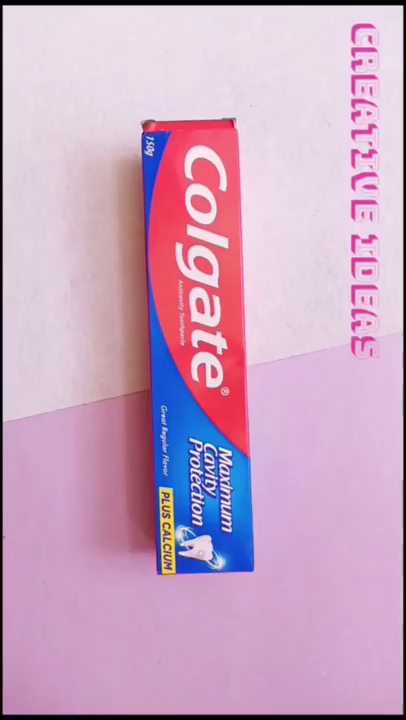 CREATIVE IDEAS
150g
Colgate®
Anticavity Toothpaste
Great Regular Flavor
Maximum
Cavity
Protection
PLUS CALCIUM